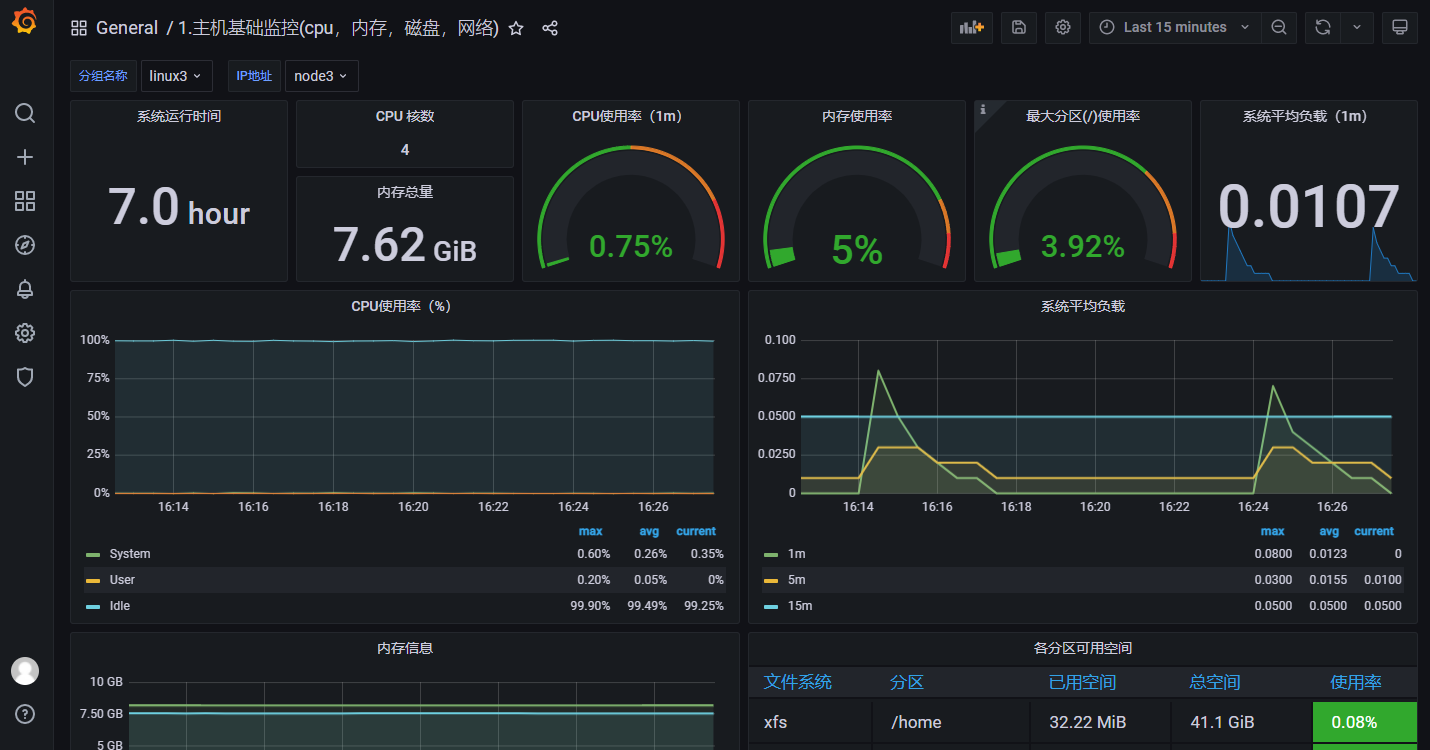 General / 1.主机基础监控(cpu，内存，磁盘，网络)
Last 15 minutes
分组名称 linux3 IP地址 node3
系统运行时间
7.0 hour
CPU 核数
4
内存总量
7.62 GiB
CPU使用率（1m）
0.75%
内存使用率
5%
i
最大分区(/)使用率
3.92%
系统平均负载（1m）
0.0107
CPU使用率（%）
100%
75%
50%
25%
0%
16:14 16:16 16:18 16:20 16:22 16:24 16:26
max avg current
System 0.60% 0.26% 0.35%
User 0.20% 0.05% 0%
Idle 99.90% 99.49% 99.25%
系统平均负载
0.100
0.0750
0.0500
0.0250
0
16:14 16:16 16:18 16:20 16:22 16:24 16:26
max avg current
1m 0.0800 0.0123 0
5m 0.0300 0.0155 0.0100
15m 0.0500 0.0500 0.0500
内存信息
10 GB
7.50 GB
5 GB
各分区可用空间
文件系统 分区 已用空间 总空间 使用率
xfs /home 32.22 MiB 41.1 GiB 0.08%